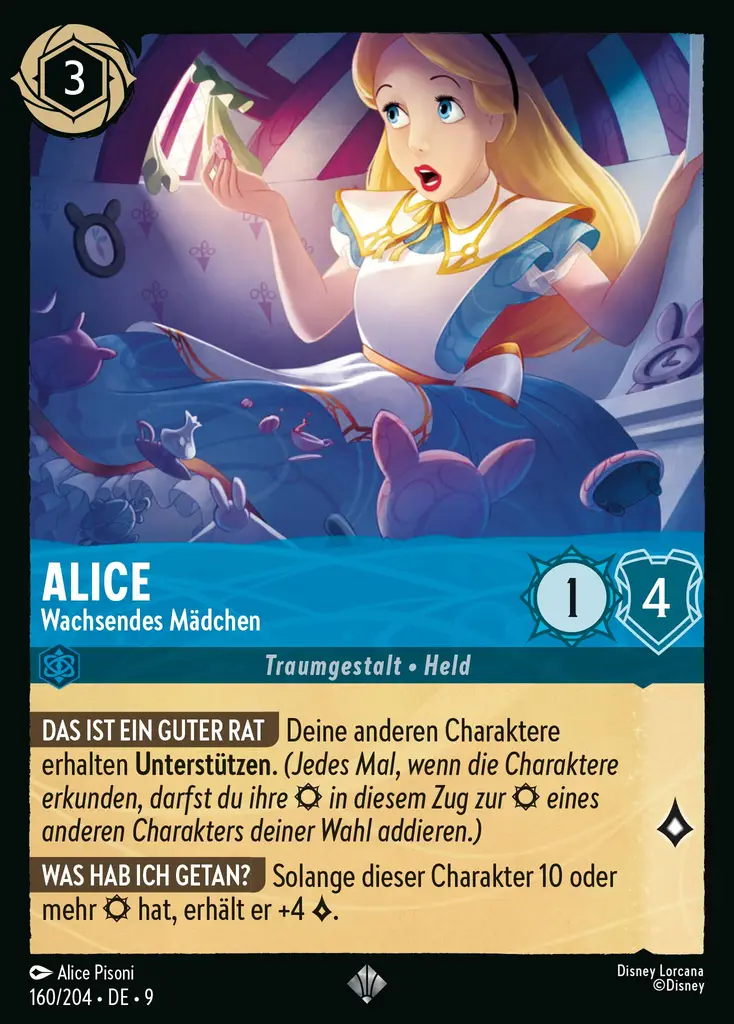 3
ALICE
Wachsendes Mädchen
1
4
Traumgestalt • Held
DAS IST EIN GUTER RAT Deine anderen Charaktere
erhalten Unterstützen. (Jedes Mal, wenn die Charaktere
erkunden, darfst du ihre in diesem Zug zur eines
anderen Charakters deiner Wahl addieren.)
WAS HAB ICH GETAN? Solange dieser Charakter 10 oder
mehr hat, erhält er +4 .
Alice Pisoni
160/204 • DE • 9
Disney Lorcana
©Disney